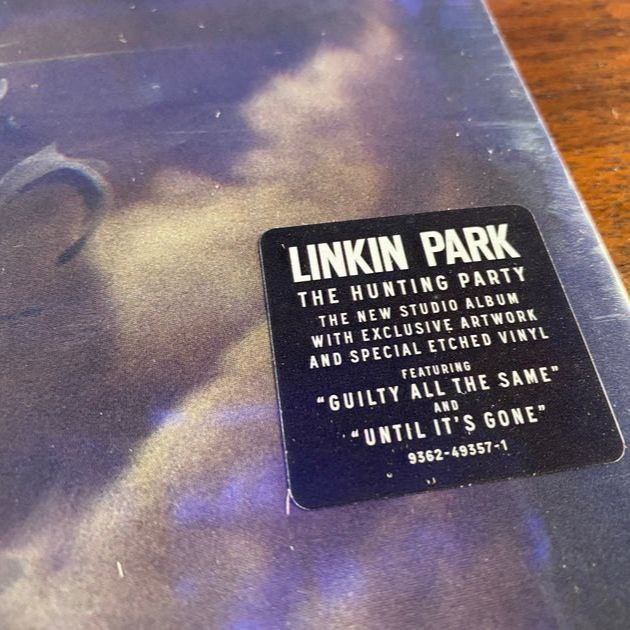 LINKIN PARK
THE HUNTING PARTY
THE NEW STUDIO ALBUM
WITH EXCLUSIVE ARTWORK
AND SPECIAL ETCHED VINYL
FEATURING
"GUILTY ALL THE SAME"
AND
"UNTIL IT'S GONE"
9362-49357-1